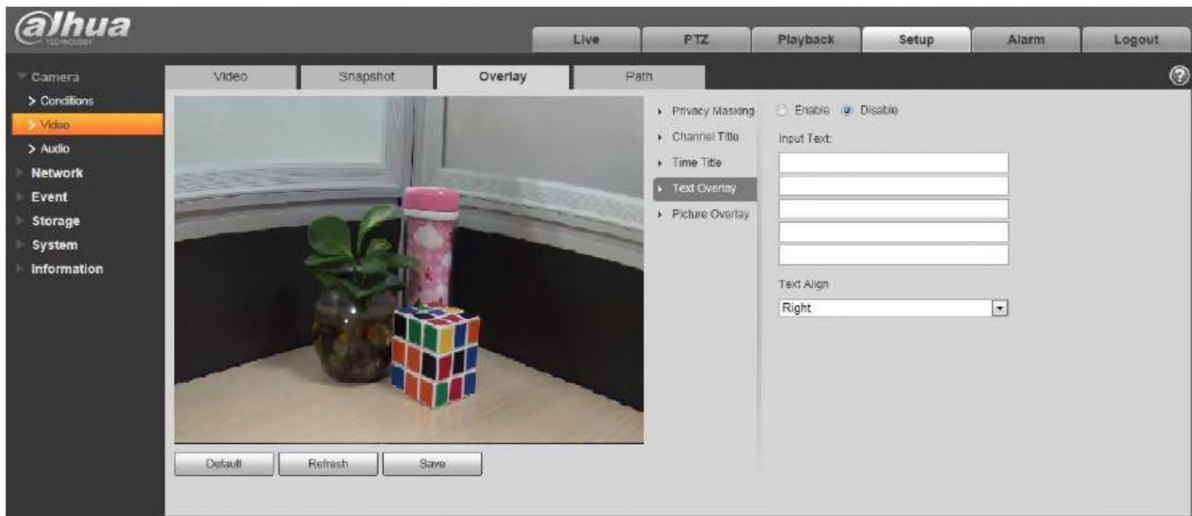 alhua
TECHNOLOGY
Live PTZ Playback Setup Alarm Logout
Camera
> Conditions
> Video
> Audio
Network
Event
Storage
System
Information
Video Snapshot Overlay Path
?
Privacy Masking
Channel Title
Time Title
Text Overlay
Picture Overlay
Enable Disable
Input Text:
Text Align
Right
Default Refresh Save